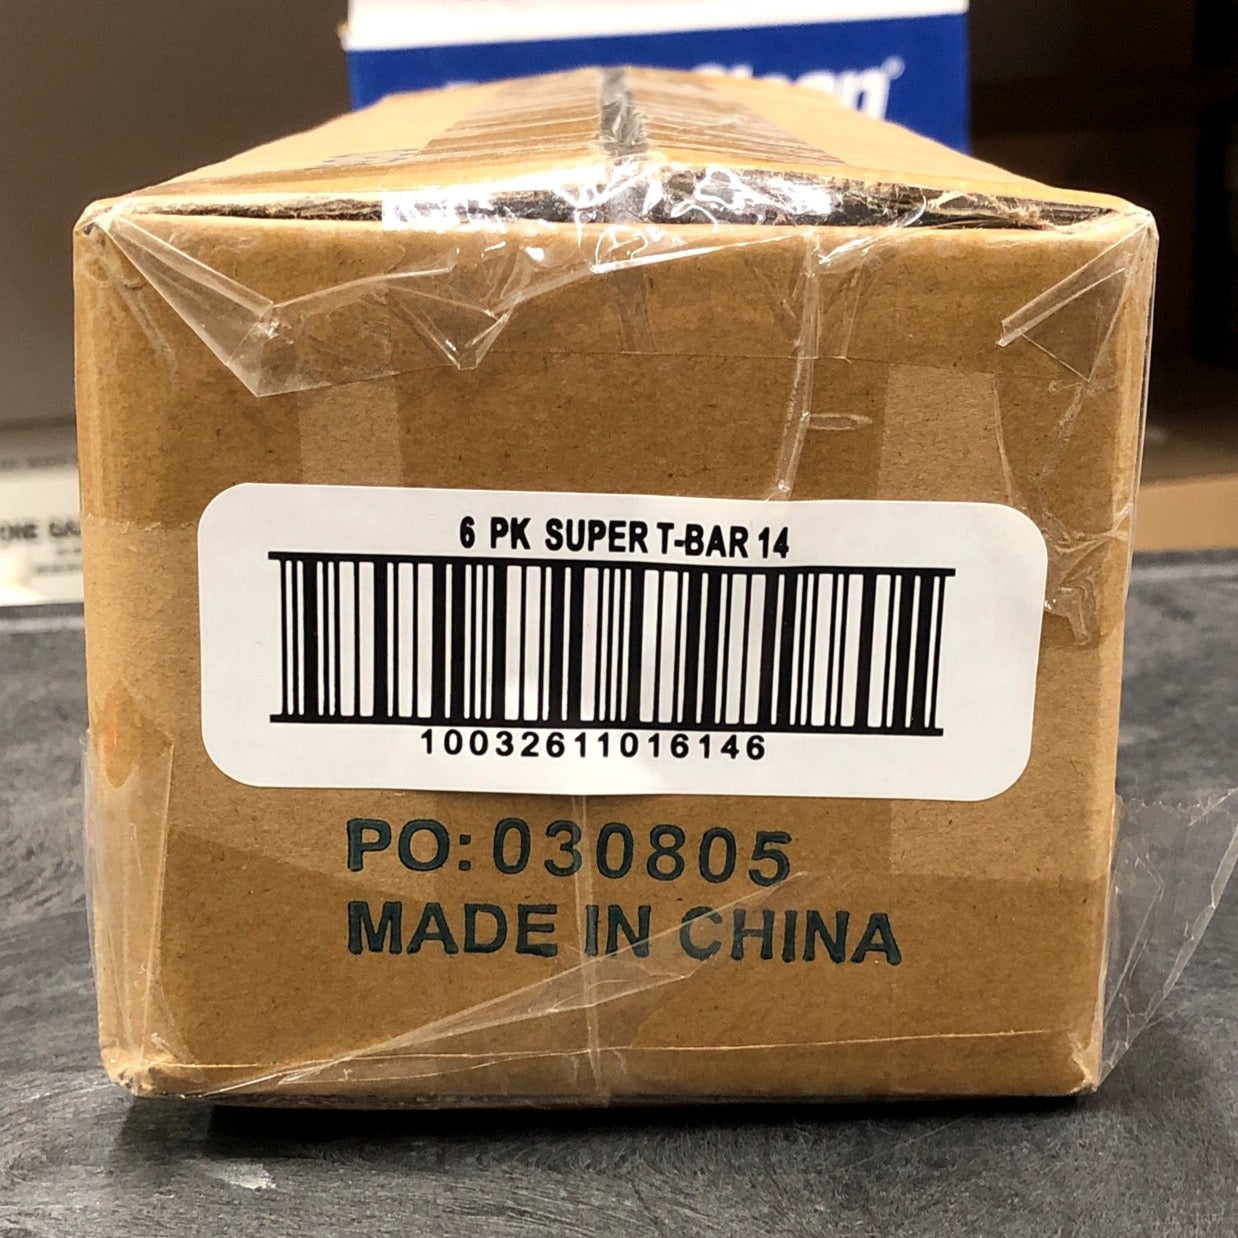 6 PK SUPER T-BAR 14
10032611016146
PO:030805
MADE IN CHINA